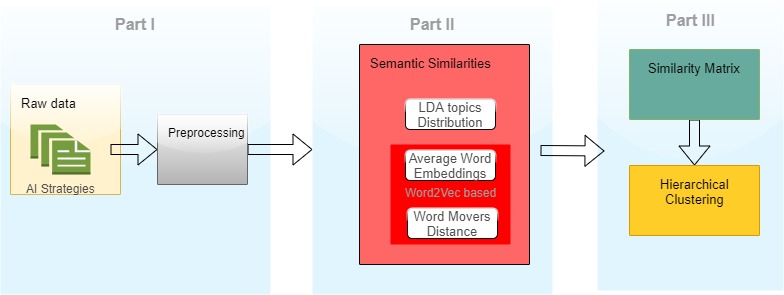 Part I
Raw data
AI Strategies
Preprocessing
Part II
Semantic Similarities
LDA topics
Distribution
Average Word
Embeddings
Word2Vec based
Word Movers
Distance
Part III
Similarity Matrix
Hierarchical
Clustering